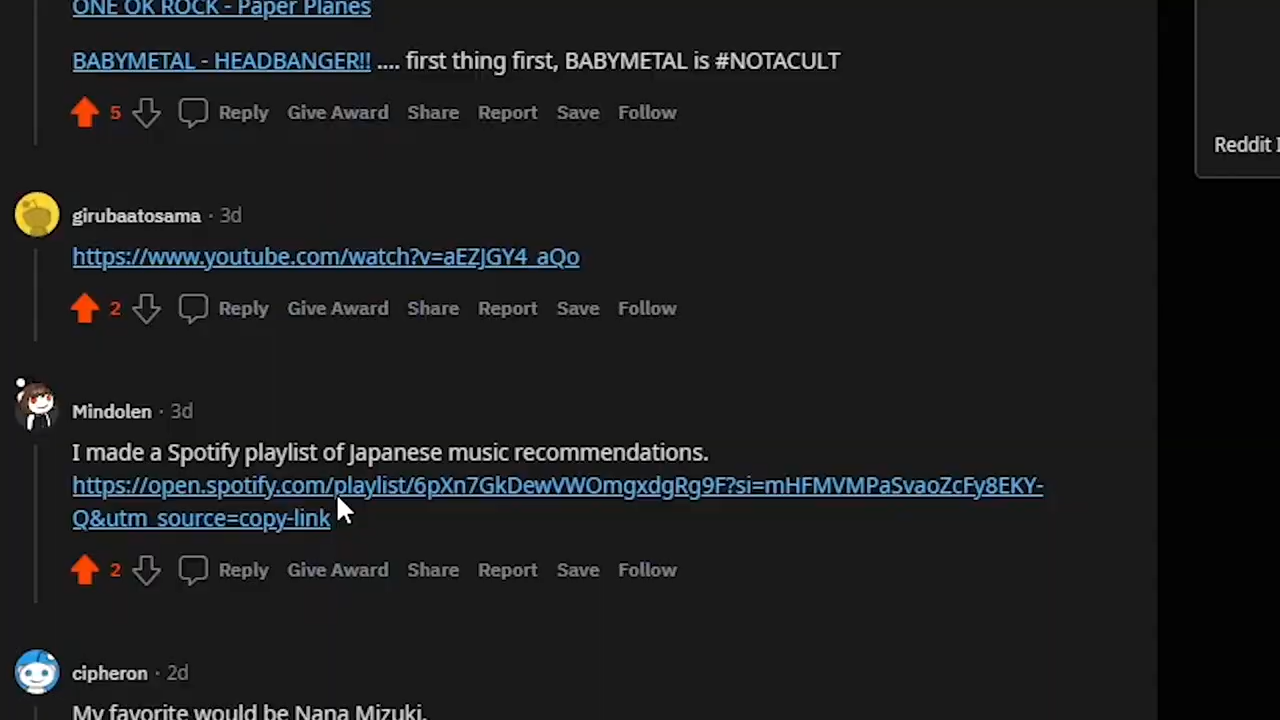 ONE OK ROCK - Paper Planes
BABYMETAL - HEADBANGER!! .... first thing first, BABYMETAL is #NOTACULT
5 Reply Give Award Share Report Save Follow
Reddit
girubaatosama · 3d
https://www.youtube.com/watch?v=aEZJGY4_aQo
2 Reply Give Award Share Report Save Follow
Mindolen · 3d
I made a Spotify playlist of Japanese music recommendations.
https://open.spotify.com/playlist/6pXn7GkDewVWOmgxdgRg9F?si=mHFMVMPaSvaoZcFy8EKY-
Q&utm_source=copy-link
2 Reply Give Award Share Report Save Follow
cipheron · 2d
My favorite would be Nana Mizuki.